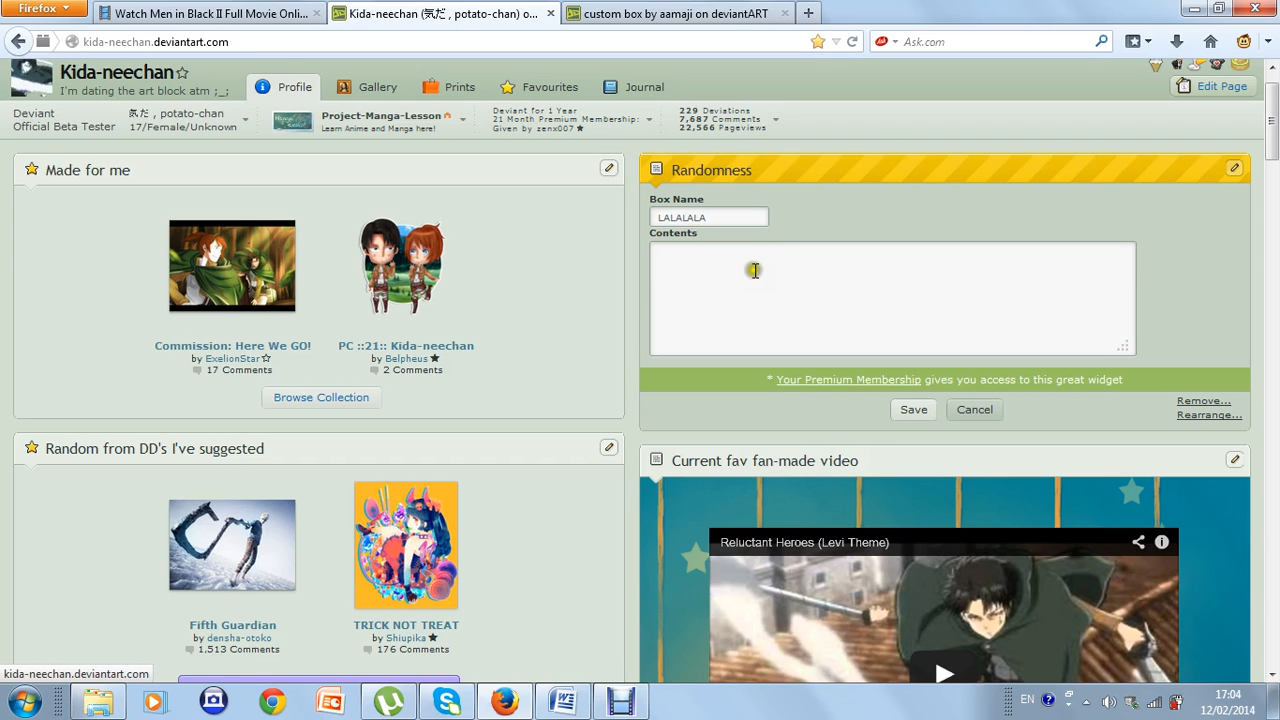 Firefox
Watch Men in Black II Full Movie Onli...
Kida-neechan (気だ , potato-chan) o...
custom box by aamaji on deviantART
kida-neechan.deviantart.com
Ask.com
Kida-neechan
I'm dating the art block atm ;_;
Profile
Gallery
Prints
Favourites
Journal
Edit Page
Deviant
Official Beta Tester
気だ , potato-chan
17/Female/Unknown
Project-Manga-Lesson
Learn Anime and Manga here!
Deviant for 1 Year
21 Month Premium Membership:
Given by zenx007
229 Deviations
7,687 Comments
22,566 Pageviews
Made for me
Commission: Here We GO!
by ExelionStar
17 Comments
PC ::21:: Kida-neechan
by Belpheus
2 Comments
Browse Collection
Random from DD's I've suggested
Fifth Guardian
by densha-otoko
1,513 Comments
TRICK NOT TREAT
by Shiupika
176 Comments
Randomness
Box Name
LALALALA
Contents
* Your Premium Membership gives you access to this great widget
Save
Cancel
Remove...
Rearrange...
Current fav fan-made video
Reluctant Heroes (Levi Theme)
kida-neechan.deviantart.com
EN
17:04
12/02/2014